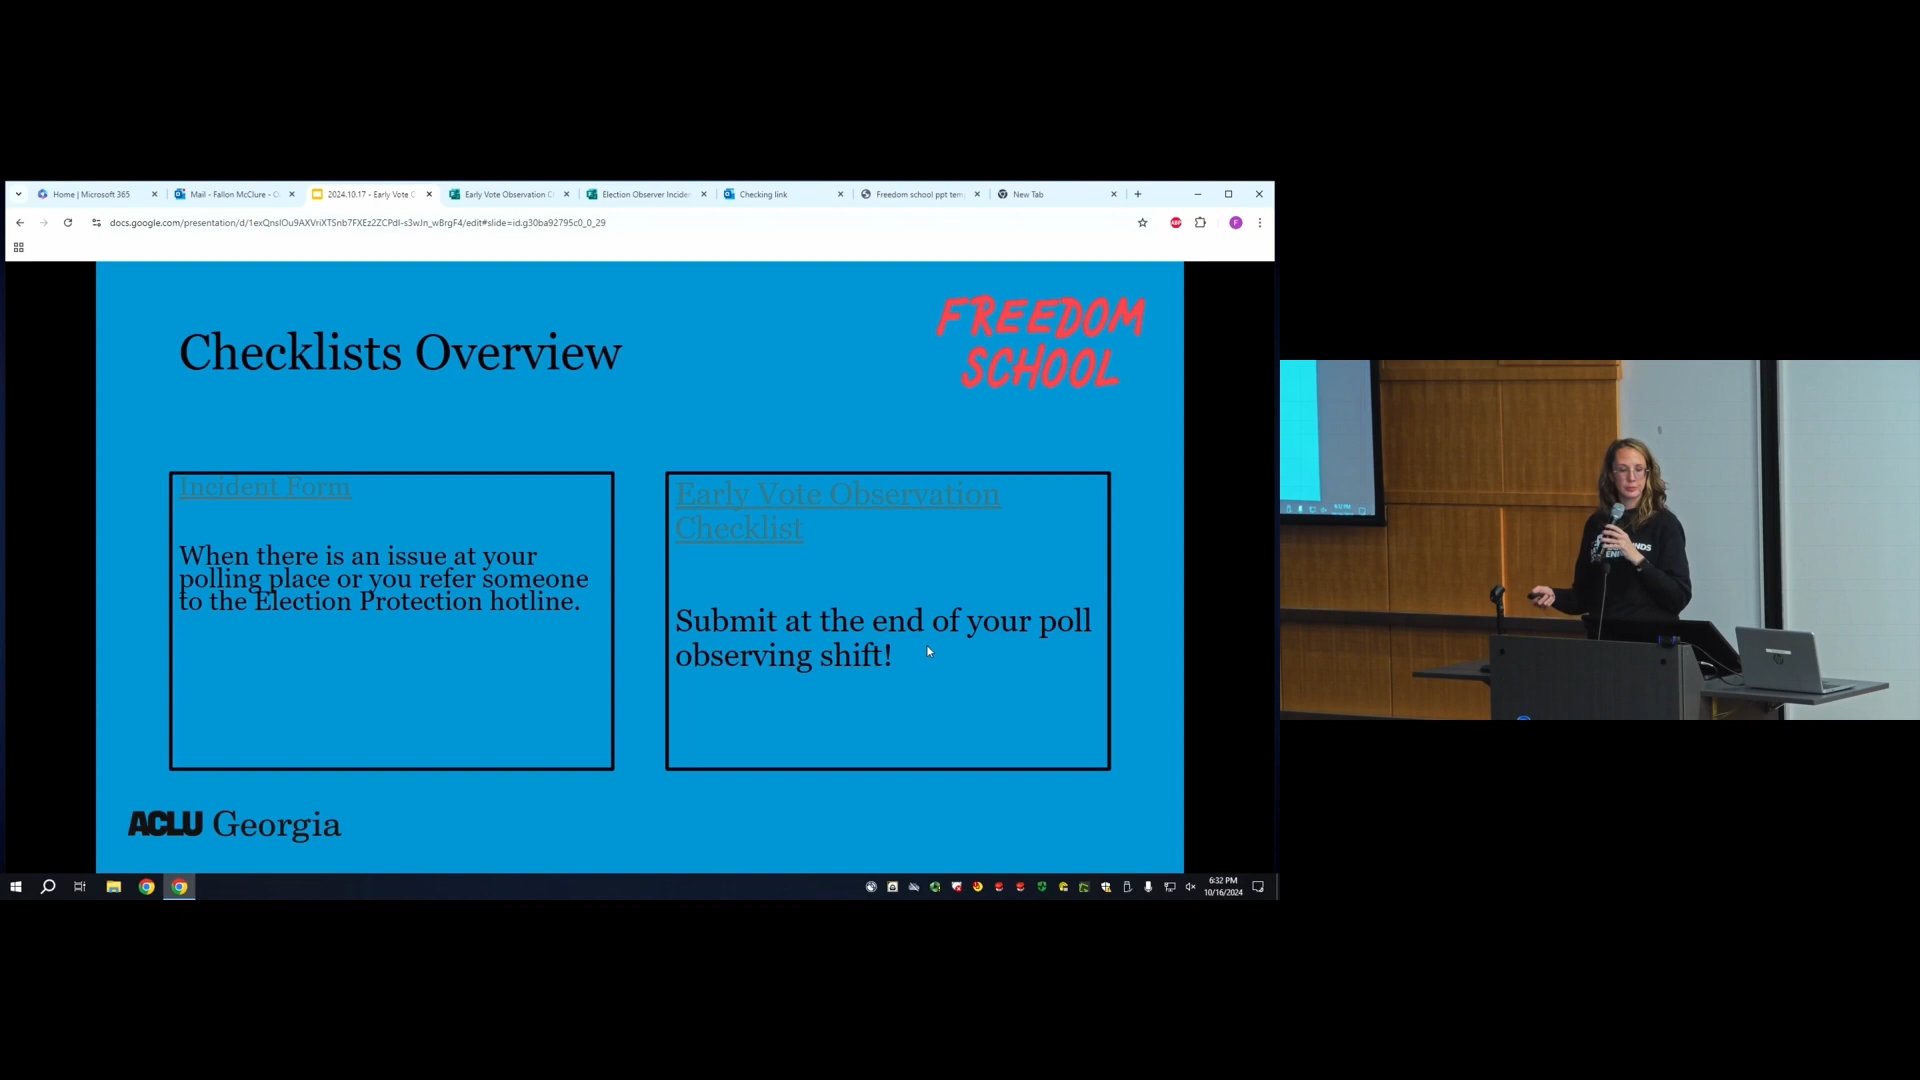 Home | Microsoft 365
Mail - Fallon McClure - O
2024.10.17 - Early Vote C
Early Vote Observation C
Election Observer Incide
Checking link
Freedom school ppt tem
New Tab
docs.google.com/presentation/d/1exQnsIOu9AXVriXTSnb7FXEz2ZCPdI-s3wJn_wBrgF4/edit#slide=id.g30ba92795c0_0_29
ABP
F
FREEDOM
SCHOOL
Checklists Overview
Incident Form
When there is an issue at your
polling place or you refer someone
to the Election Protection hotline.
Early Vote Observation
Checklist
Submit at the end of your poll
observing shift!
ACLU Georgia
6:32 PM
10/16/2024